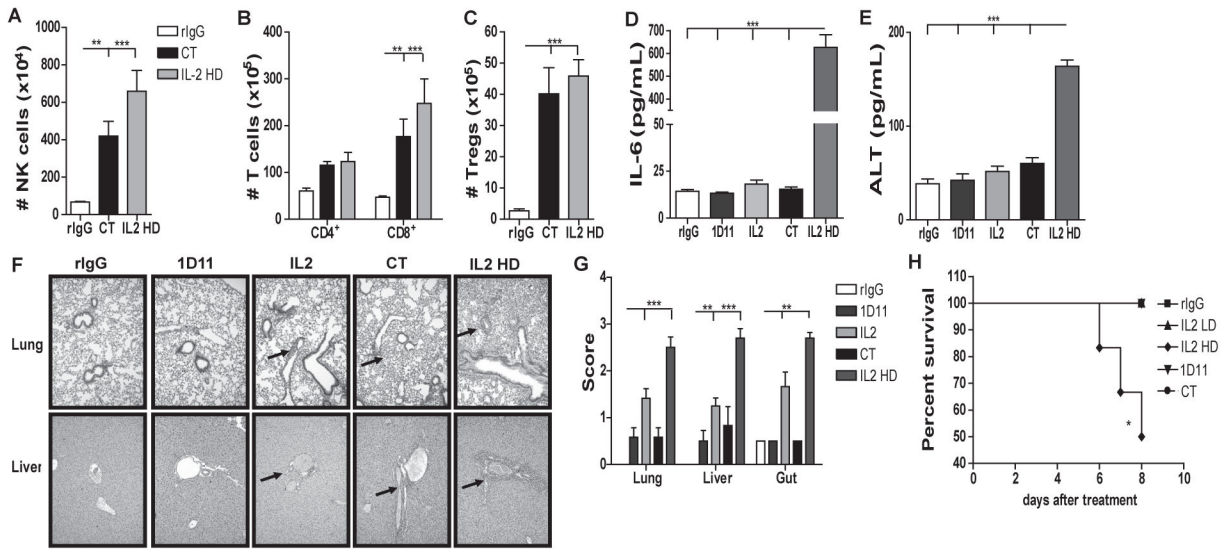 A
# NK cells (x10⁴)
1000
800
600
400
200
0
** ***
rIgG CT IL2 HD
rIgG
CT
IL-2 HD
B
# T cells (x10⁵)
400
300
200
100
0
** ***
CD4⁺ CD8⁺
C
# Tregs (x10⁵)
60
50
40
30
20
10
0
***
rIgG CT IL2 HD
D
IL-6 (pg/mL)
700
600
500
400
300
25
0
***
rIgG 1D11 IL2 CT IL2 HD
E
ALT (pg/mL)
200
100
0
***
rIgG 1D11 IL2 CT IL2 HD
F
rIgG 1D11 IL2 CT IL2 HD
Lung
Liver
G
Score
4
3
2
1
0
*** ** *** **
Lung Liver Gut
rIgG
1D11
IL2
CT
IL2 HD
H
Percent survival
110
100
90
80
70
60
50
40
*
0 2 4 6 8 10
days after treatment
rIgG
IL2 LD
IL2 HD
1D11
CT